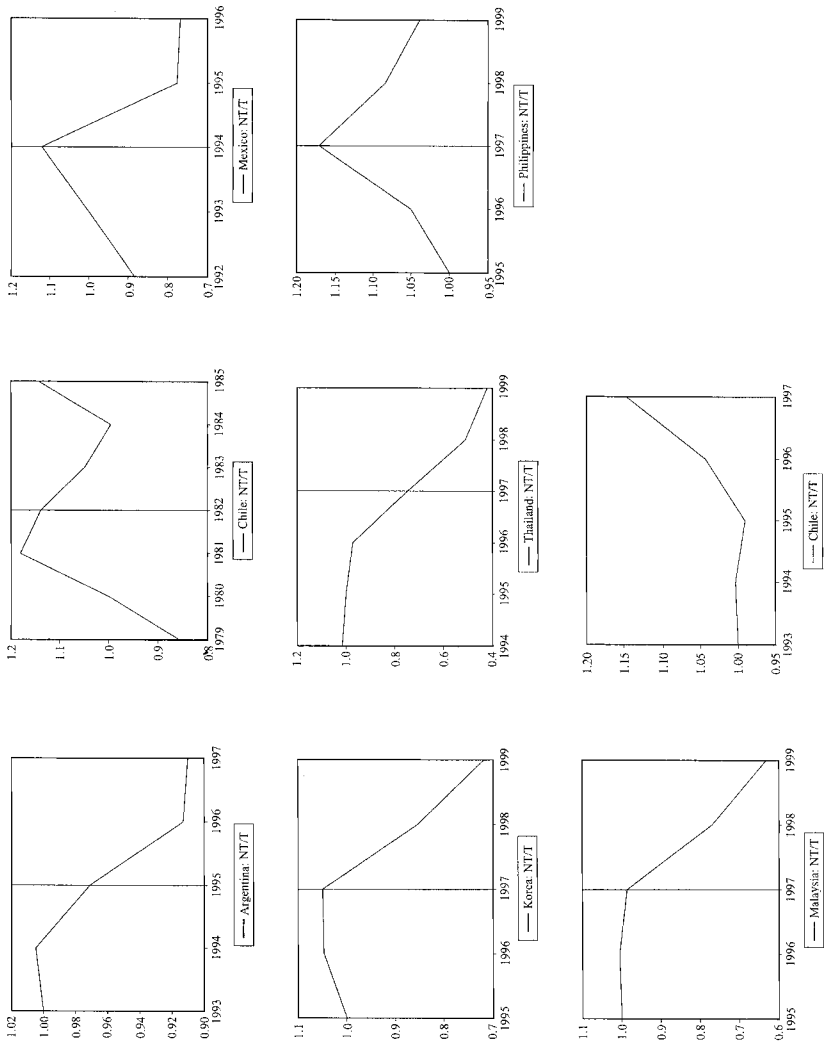 1.02
1.00
0.98
0.96
0.94
0.92
0.90
1993 1994 1995 1996 1997
Argentina: NT/T
1.2
1.1
1.0
0.9
0.8
1979 1980 1981 1982 1983 1984 1985
Chile: NT/T
1.2
1.1
1.0
0.9
0.8
0.7
1992 1993 1994 1995 1996
Mexico: NT/T
1.1
1.0
0.9
0.8
0.7
1995 1996 1997 1998 1999
Korea: NT/T
1.2
1.0
0.8
0.6
0.4
1994 1995 1996 1997 1998 1999
Thailand: NT/T
1.20
1.15
1.10
1.05
1.00
0.95
1995 1996 1997 1998 1999
Philippines: NT/T
1.1
1.0
0.9
0.8
0.7
0.6
1995 1996 1997 1998 1999
Malaysia: NT/T
1.20
1.15
1.10
1.05
1.00
0.95
1993 1994 1995 1996 1997
Chile: NT/T